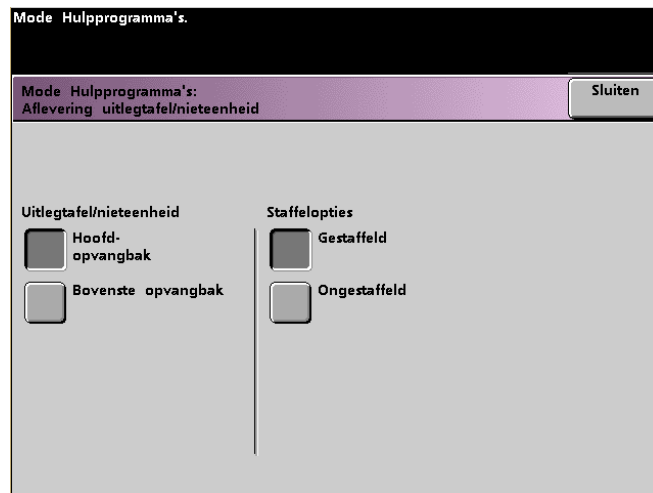 Mode Hulpprogramma's.
Mode Hulpprogramma's:
Aflevering uitlegtafel/nieteenheid
Sluiten
Uitlegtafel/nieteenheid
Hoofd-
opvangbak
Bovenste opvangbak
Staffelopties
Gestaffeld
Ongestaffeld